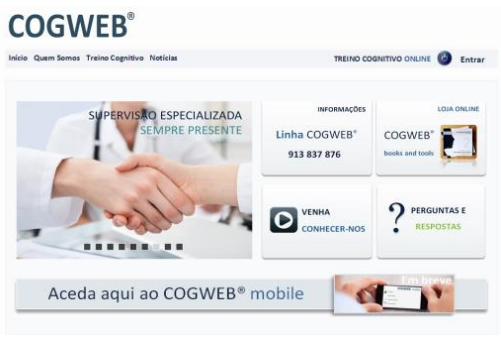 COGWEB®
Início Quem Somos Treino Cognitivo Notícias
TREINO COGNITIVO ONLINE Entrar
SUPERVISÃO ESPECIALIZADA
SEMPRE PRESENTE
INFORMAÇÕES
Linha COGWEB®
913 837 876
LOJA ONLINE
COGWEB®
books and tools
VENHA
CONHECER-NOS
PERGUNTAS E
RESPOSTAS
Aceda aqui ao COGWEB® mobile
Em breve